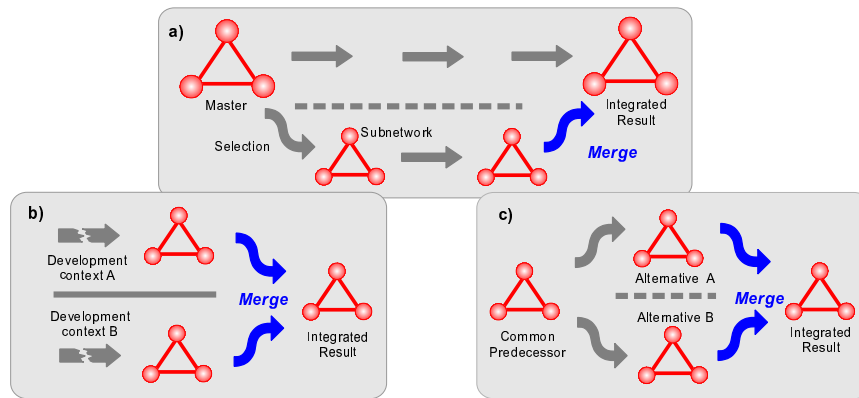 a)
Master
Integrated
Result
Subnetwork
Selection
Merge
b)
Development
context A
Merge
Development
context B
Integrated
Result
c)
Alternative A
Merge
Alternative B
Common
Predecessor
Integrated
Result